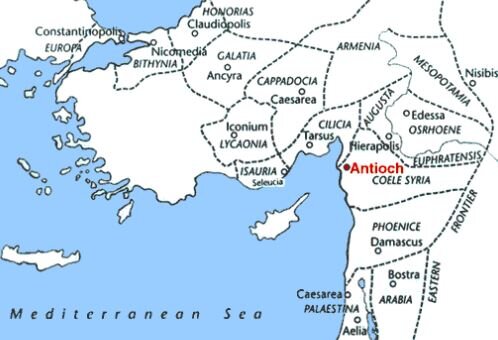 HONORIAS
Claudiopolis
Constantinopolis
EUROPA
Nicomedia
BITHYNIA
GALATIA
Ancyra
ARMENIA
MESOPOTAMIA
Nisibis
CAPPADOCIA
Caesarea
AUGUSTA
Edessa
OSRHOENE
Iconium
LYCAONIA
CILICIA
Tarsus
Hierapolis
EUPHRATENSIS
ISAURIA
Seleucia
Antioch
COELE SYRIA
PHOENICE
Damascus
EASTERN FRONTIER
Bostra
ARABIA
Caesarea
PALAESTINA
Aelia
Mediterranean Sea